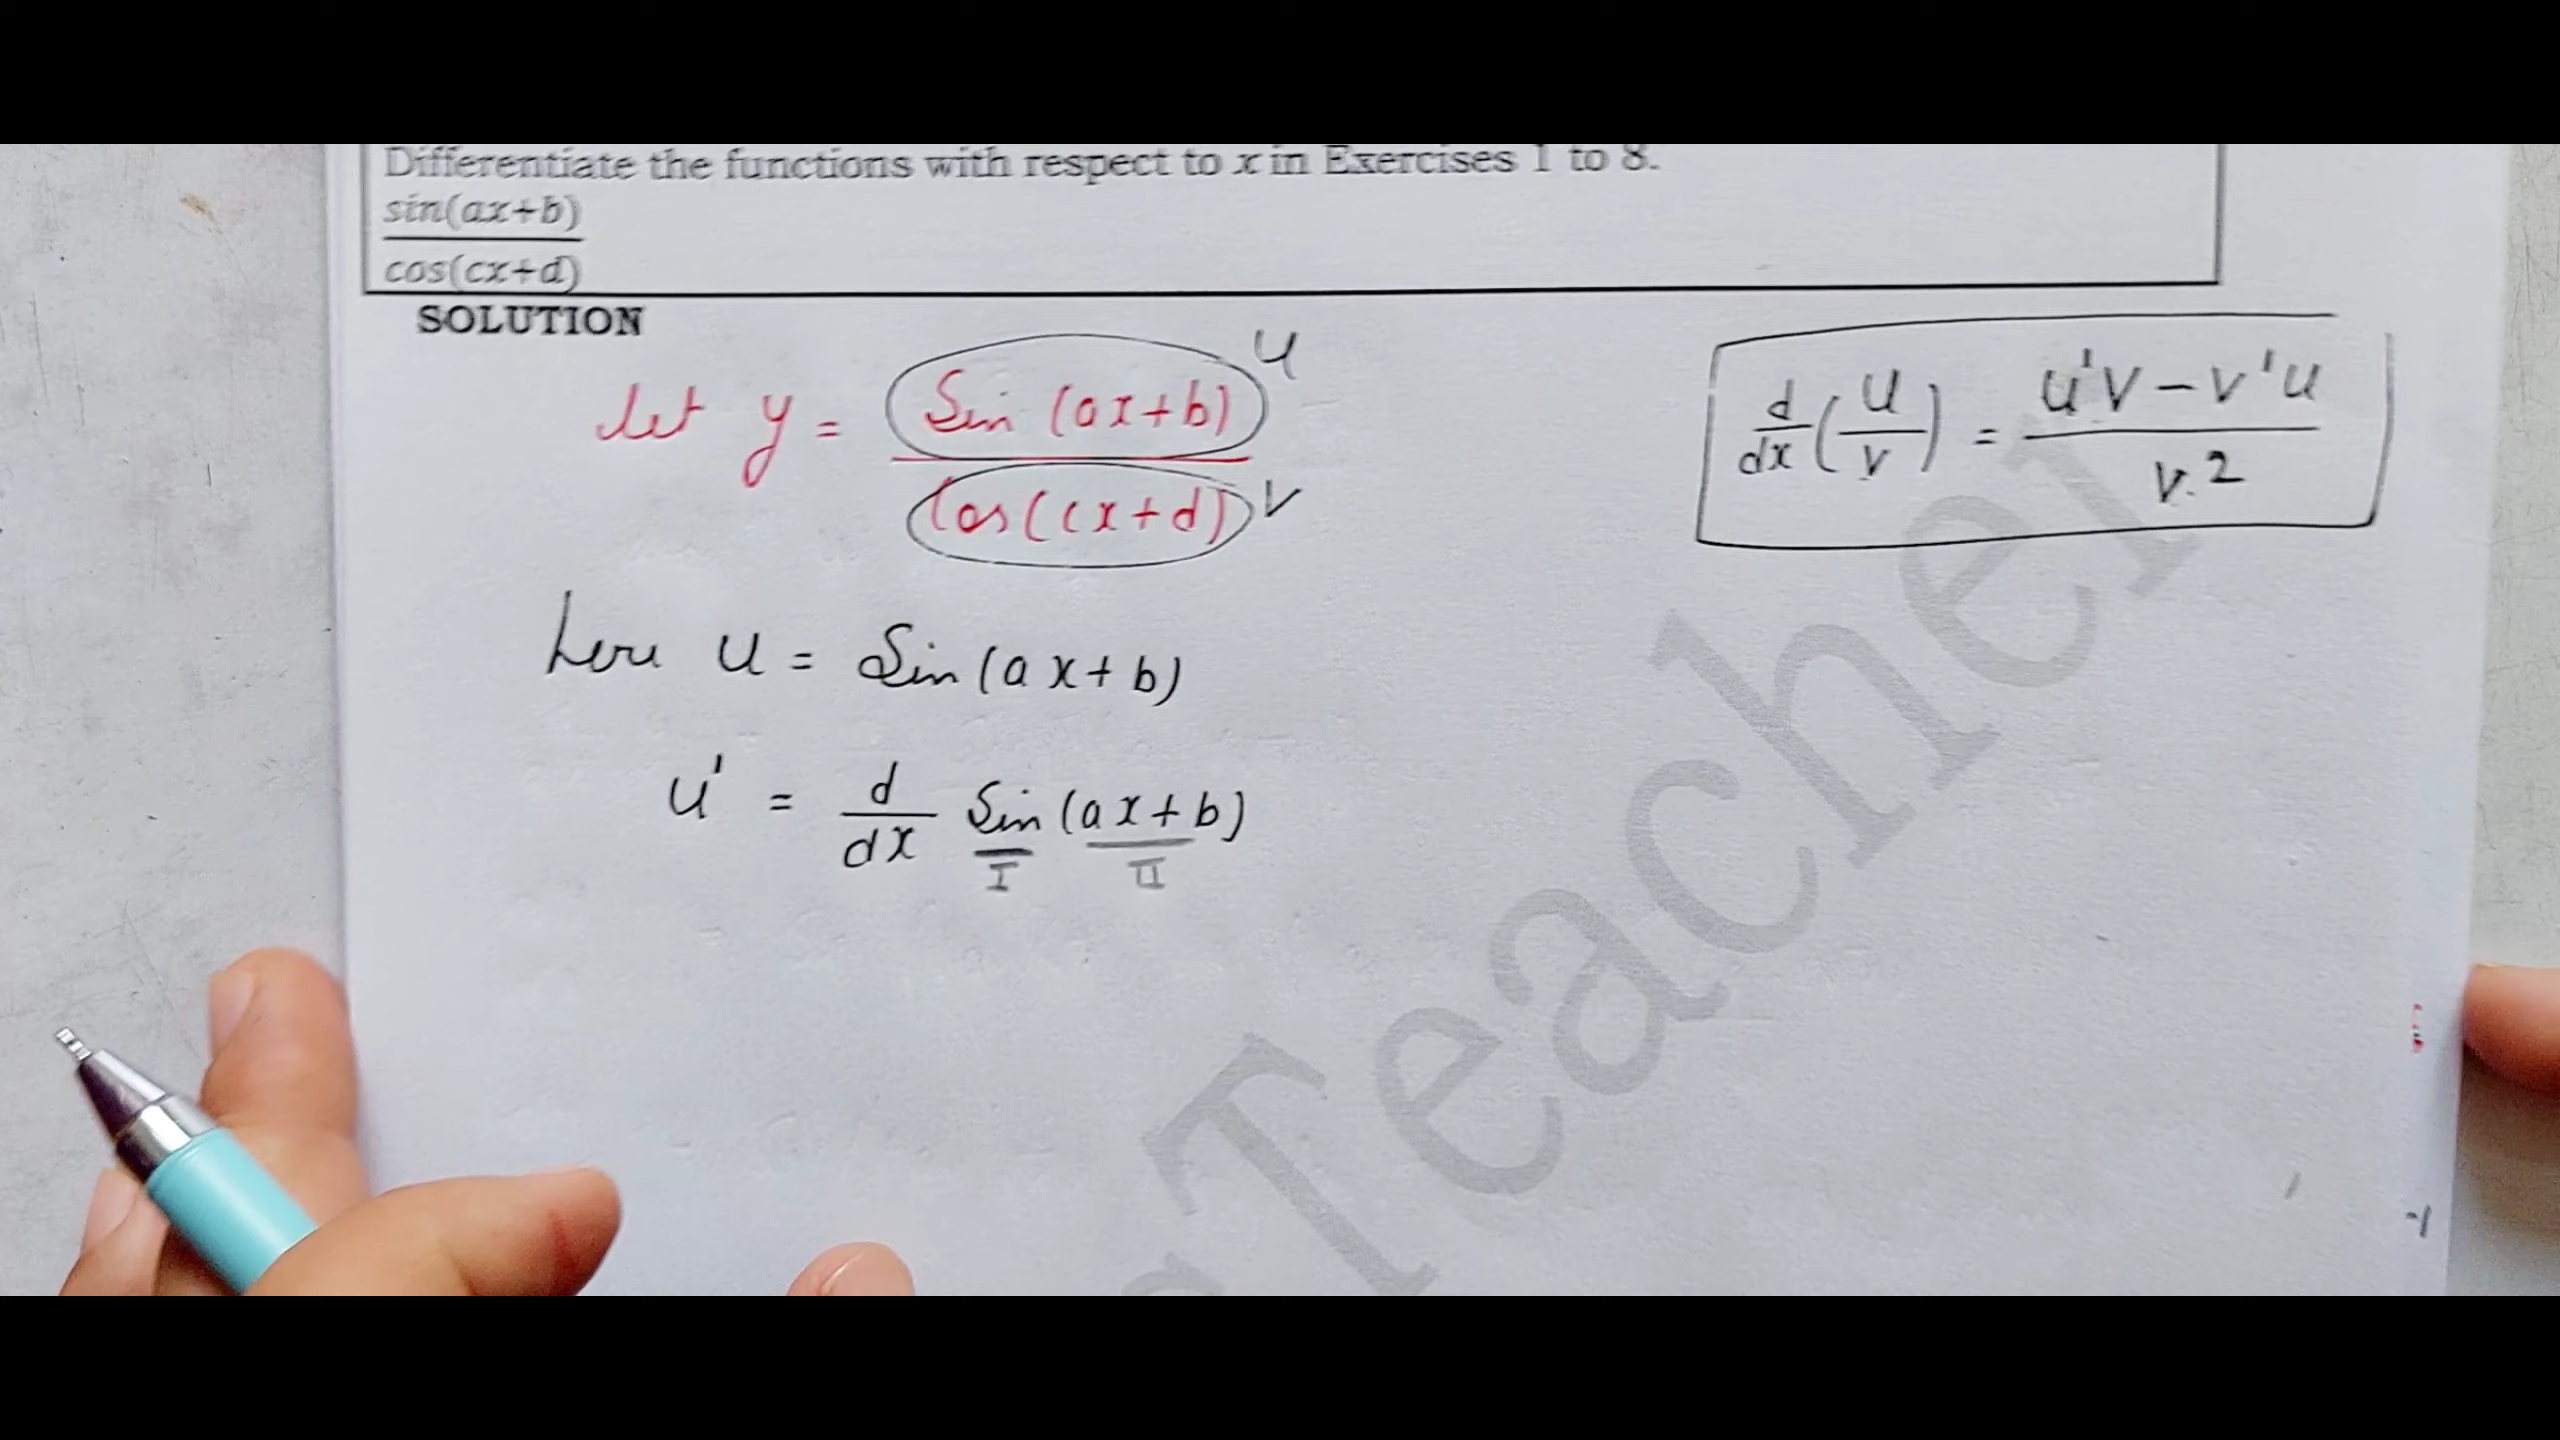 Differentiate the functions with respect to x in Exercises 1 to 8.
sin(ax+b)
cos(cx+d)
SOLUTION
let y = Sin (ax+b) u
Cos (cx+d) v
d/dx (u/v) = u'v - v'u
v.2
here u = Sin (ax+b)
u' = d/dx Sin (ax+b)
I II
Teacher